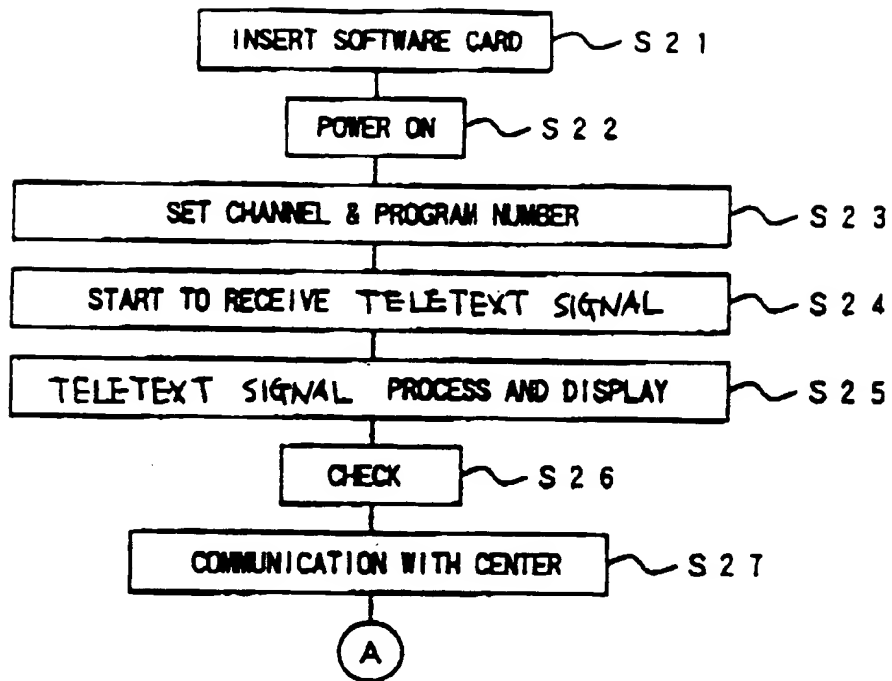 INSERT SOFTWARE CARD S21
POWER ON S22
SET CHANNEL & PROGRAM NUMBER S23
START TO RECEIVE TELETEXT SIGNAL S24
TELETEXT SIGNAL PROCESS AND DISPLAY S25
CHECK S26
COMMUNICATION WITH CENTER S27
A